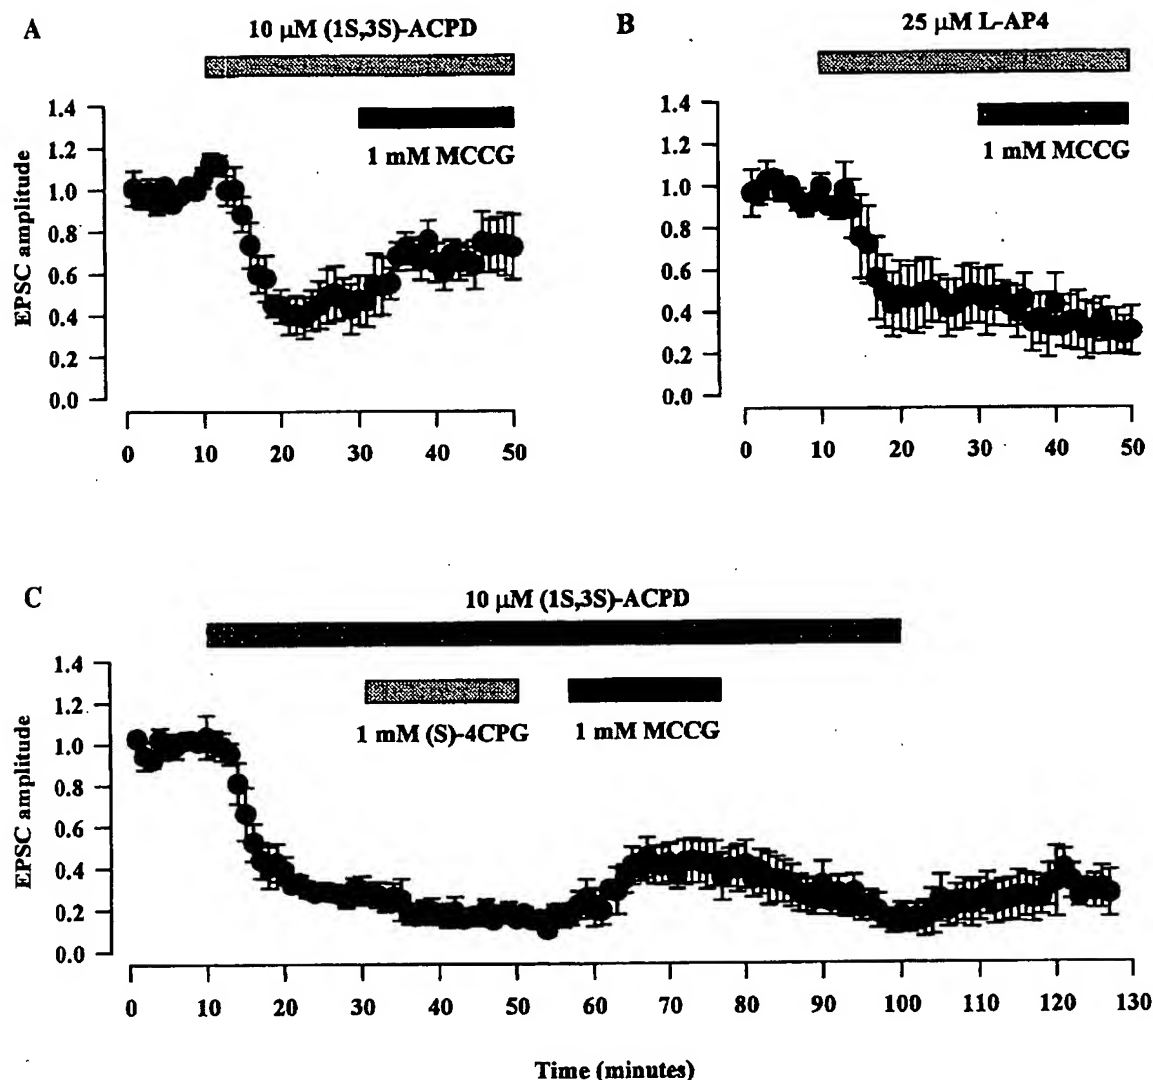 A
10 μM (1S,3S)-ACPD
1 mM MCCG
EPSC amplitude
1.4
1.2
1.0
0.8
0.6
0.4
0.2
0.0
0 10 20 30 40 50
B
25 μM L-AP4
1 mM MCCG
1.4
1.2
1.0
0.8
0.6
0.4
0.2
0.0
0 10 20 30 40 50
C
10 μM (1S,3S)-ACPD
1 mM (S)-4CPG 1 mM MCCG
EPSC amplitude
1.4
1.2
1.0
0.8
0.6
0.4
0.2
0.0
0 10 20 30 40 50 60 70 80 90 100 110 120 130
Time (minutes)